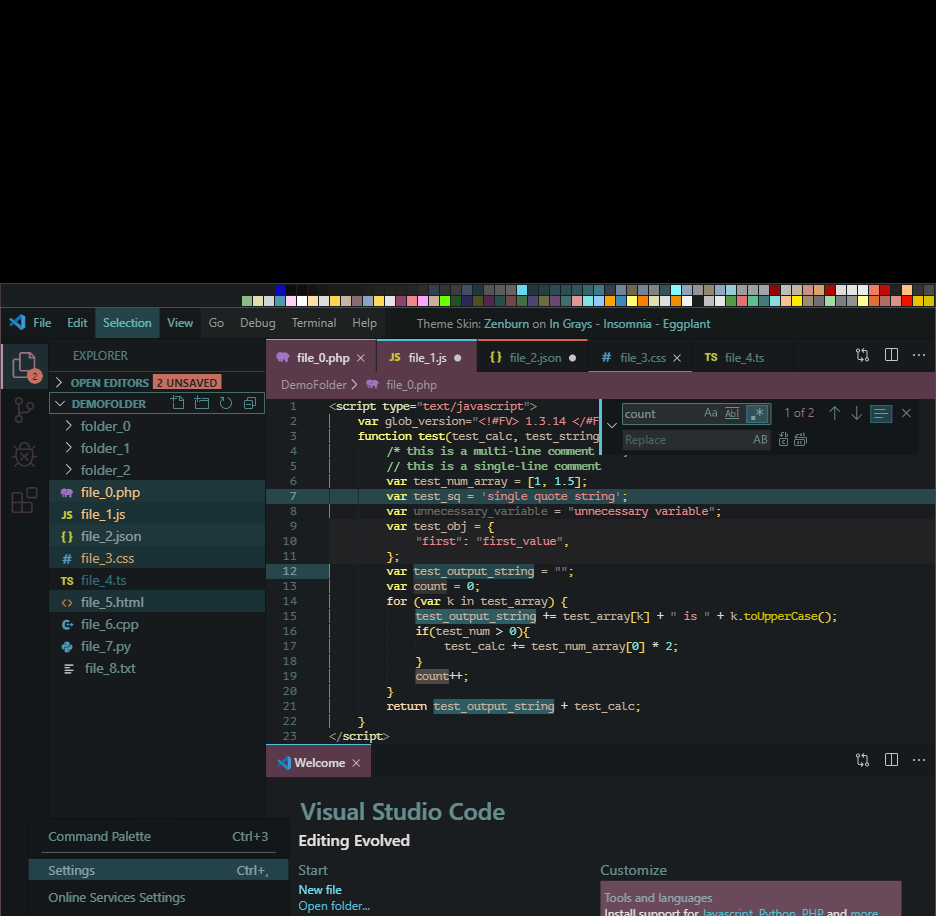 File Edit Selection View Go Debug Terminal Help Theme Skin: Zenburn on In Grays - Insomnia - Eggplant
2
EXPLORER
OPEN EDITORS 2 UNSAVED
DEMOFOLDER
folder_0
folder_1
folder_2
file_0.php
JS file_1.js
{} file_2.json
# file_3.css
TS file_4.ts
<> file_5.html
file_6.cpp
file_7.py
file_8.txt
file_0.php JS file_1.js {} file_2.json # file_3.css TS file_4.ts
DemoFolder > file_0.php
count Aa Abl .* 1 of 2
Replace AB
1 <script type="text/javascript">
2 var glob_version="<!#FV> 1.3.14 </#F
3 function test(test_calc, test_string
4 /* this is a multi-line comment
5 // this is a single-line comment
6 var test_num_array = [1, 1.5];
7 var test_sq = 'single quote string';
8 var unnecessary_variable = "unnecessary variable";
9 var test_obj = {
10 "first": "first_value",
11 };
12 var test_output_string = "";
13 var count = 0;
14 for (var k in test_array) {
15 test_output_string += test_array[k] + " is " + k.toUpperCase();
16 if(test_num > 0){
17 test_calc += test_num_array[0] * 2;
18 }
19 count++;
20 }
21 return test_output_string + test_calc;
22 }
23 </script>
Welcome
Visual Studio Code
Editing Evolved
Start
New file
Open folder...
Customize
Tools and languages
Install support for Javascript, Python, PHP and more
Command Palette Ctrl+3
Settings Ctrl+,
Online Services Settings